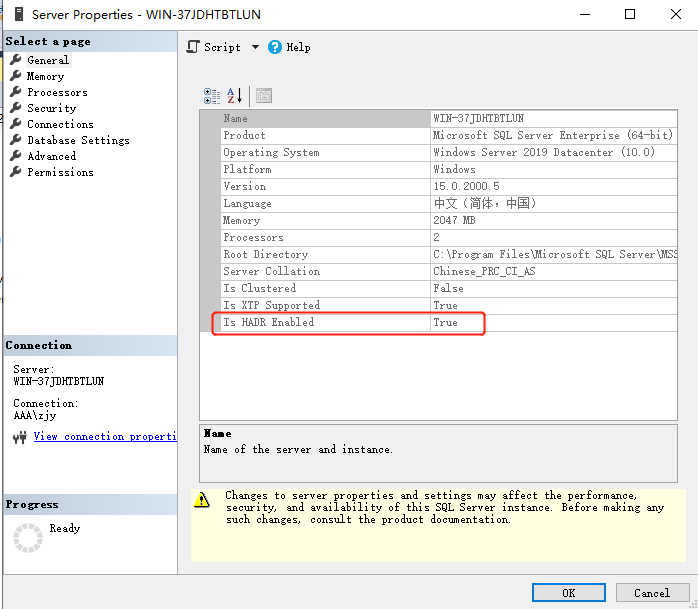 Server Properties - WIN-37JDHTBTLUN
Select a page
General
Memory
Processors
Security
Connections
Database Settings
Advanced
Permissions
Connection
Server:
WIN-37JDHTBTLUN
Connection:
AAA\zjy
View connection properti
Progress
Ready
Script
Help
Name WIN-37JDHTBTLUN
Product Microsoft SQL Server Enterprise (64-bit)
Operating System Windows Server 2019 Datacenter (10.0)
Platform Windows
Version 15.0.2000.5
Language 中文（简体，中国）
Memory 2047 MB
Processors 2
Root Directory C:\Program Files\Microsoft SQL Server\MSS
Server Collation Chinese_PRC_CI_AS
Is Clustered False
Is XTP Supported True
Is HADR Enabled True
Name
Name of the server and instance.
Changes to server properties and settings may affect the performance,
security, and availability of this SQL Server instance. Before making any
such changes, consult the product documentation.
OK
Cancel